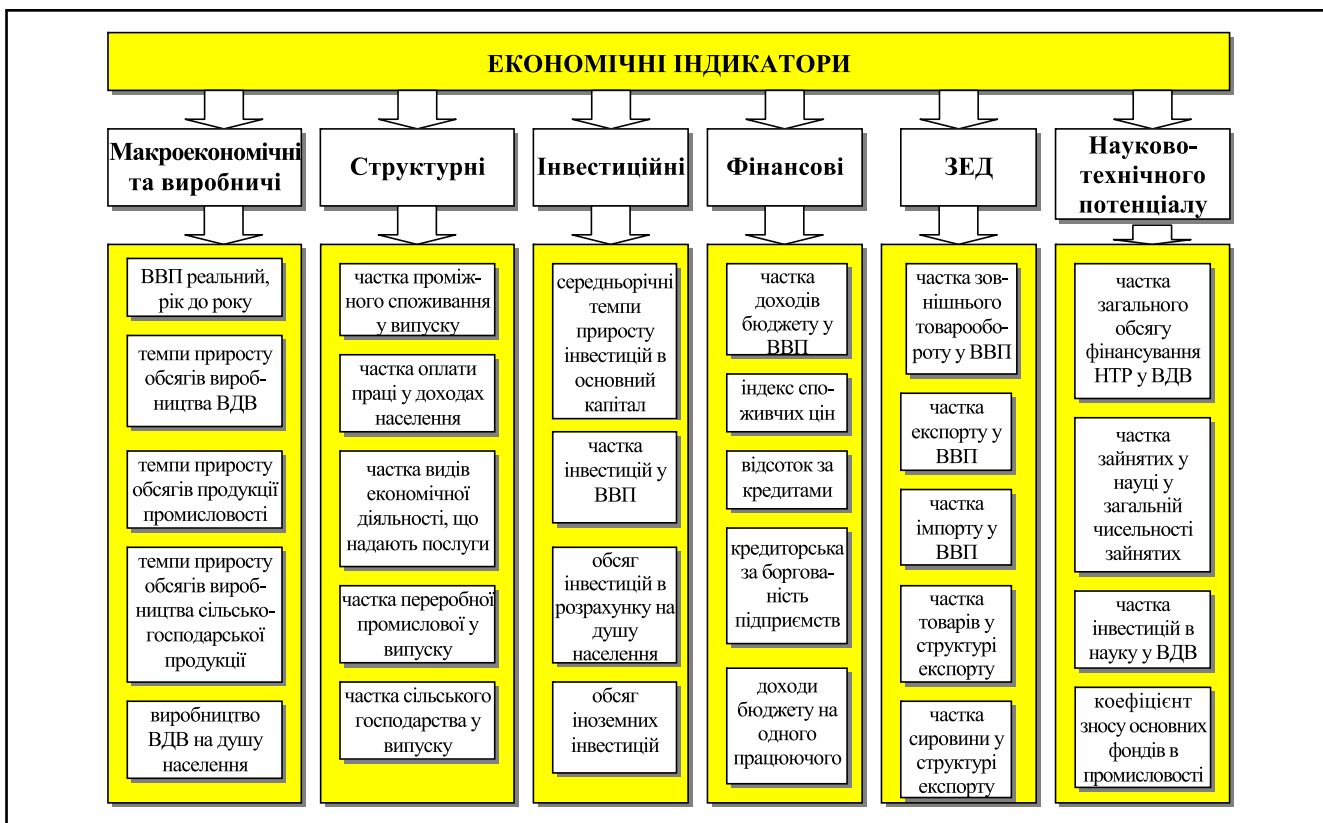 ЕКОНОМІЧНІ ІНДИКАТОРИ
Макроекономічні
та виробничі
Структурні
Інвестиційні
Фінансові
ЗЕД
Науково-
технічного
потенціалу
ВВП реальний,
рік до року
темпи приросту
обсягів вироб-
ництва ВДВ
темпи приросту
обсягів продукції
промисловості
темпи приросту
обсягів вироб-
ництва сільсько-
господарської
продукції
виробництво
ВДВ на душу
населення
частка проміж-
ного споживання
у випуску
частка оплати
праці у доходах
населення
частка видів
економічної
діяльності, що
надають послуги
частка переробної
промислової у
випуску
частка сільського
господарства у
випуску
середньорічні
темпи
приросту
інвестицій в
основний
капітал
частка
інвестицій у
ВВП
обсяг
інвестицій в
розрахунку на
душу
населення
обсяг
іноземних
інвестицій
частка
доходів
бюджету у
ВВП
індекс спо-
живчих цін
відсоток за
кредитами
кредиторська
за боргова-
ність
підприємств
доходи
бюджету на
одного
працюючого
частка зов-
нішнього
товарообо-
роту у ВВП
частка
експорту у
ВВП
частка
імпорту у
ВВП
частка
товарів у
структурі
експорту
частка
сировини у
структурі
експорту
частка
загального
обсягу
фінансування
НТР у ВДВ
частка
зайнятих у
науці у
загальній
чисельності
зайнятих
частка
інвестицій в
науку у ВДВ
коефіцієнт
зносу основних
фондів в
промисловості